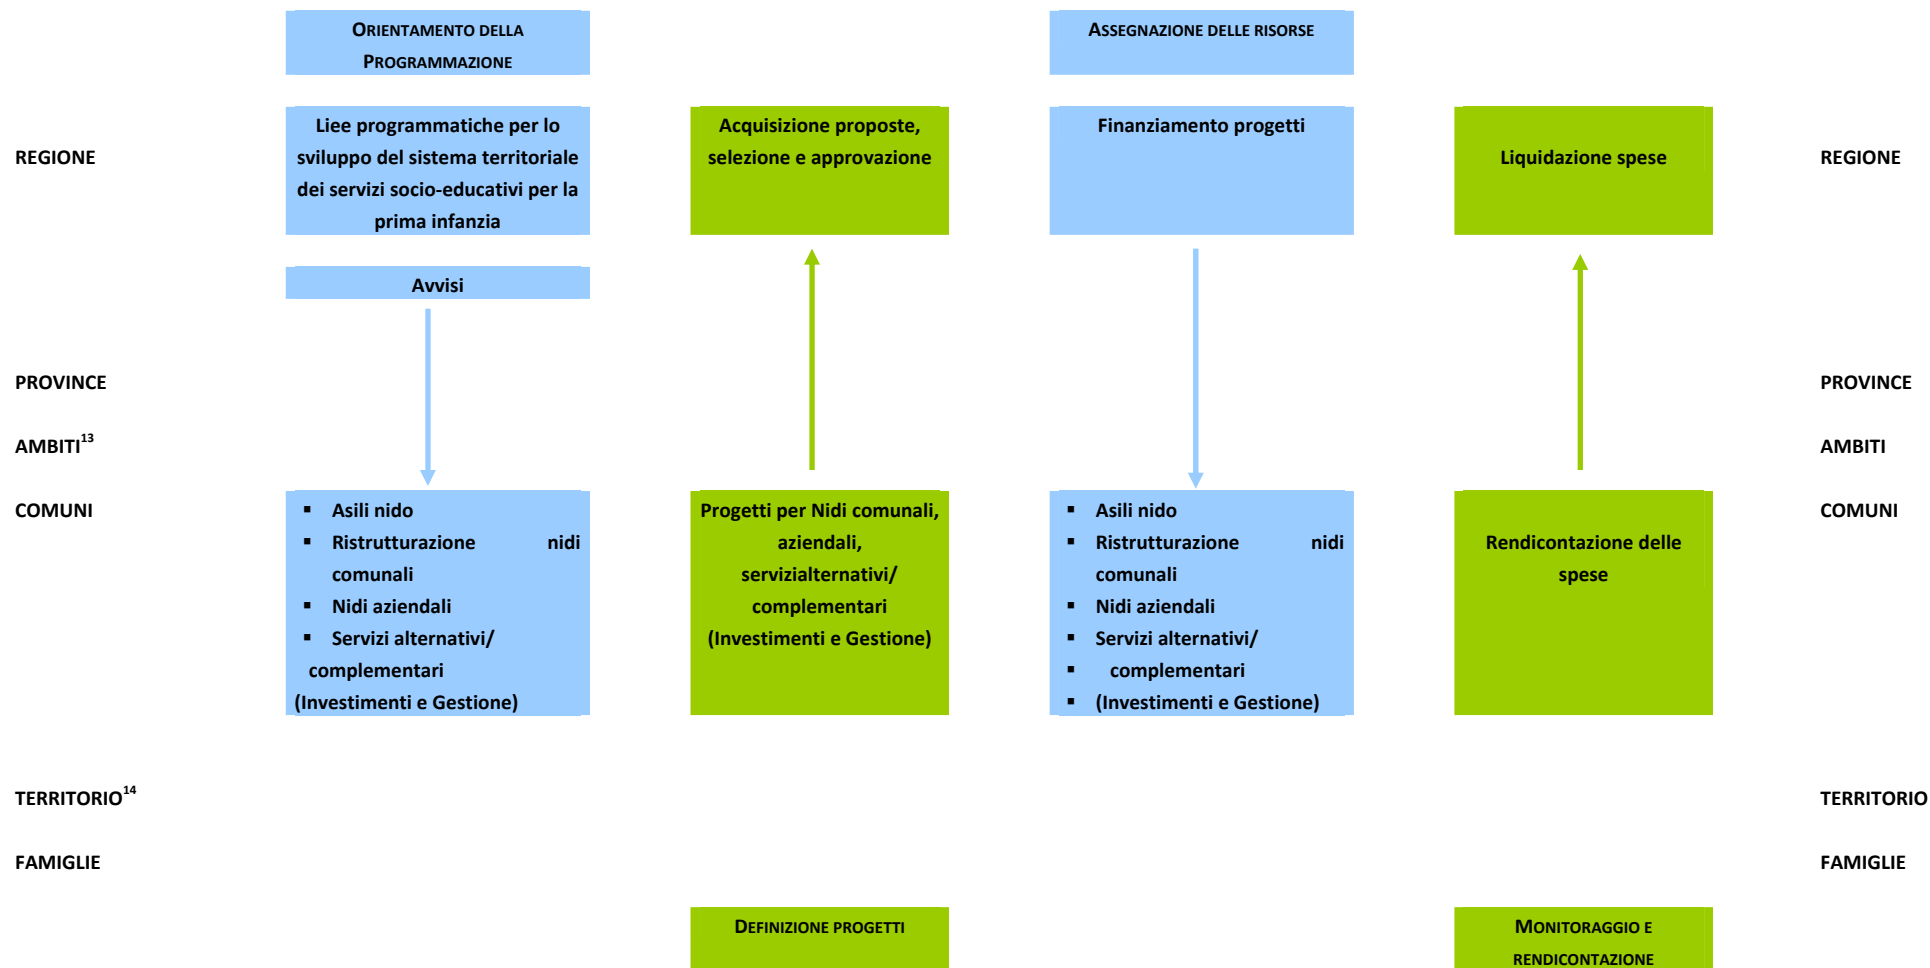 ORIENTAMENTO DELLA
PROGRAMMAZIONE
ASSEGNAZIONE DELLE RISORSE
REGIONE
Liee programmatiche per lo
sviluppo del sistema territoriale
dei servizi socio-educativi per la
prima infanzia
Acquisizione proposte,
selezione e approvazione
Finanziamento progetti
Liquidazione spese
REGIONE
Avvisi
PROVINCE
PROVINCE
AMBITI13
AMBITI
COMUNI
▪ Asili nido
▪ Ristrutturazione nidi
comunali
▪ Nidi aziendali
▪ Servizi alternativi/
complementari
(Investimenti e Gestione)
Progetti per Nidi comunali,
aziendali,
servizialternativi/
complementari
(Investimenti e Gestione)
▪ Asili nido
▪ Ristrutturazione nidi
comunali
▪ Nidi aziendali
▪ Servizi alternativi/
▪ complementari
▪ (Investimenti e Gestione)
Rendicontazione delle
spese
COMUNI
TERRITORIO14
TERRITORIO
FAMIGLIE
FAMIGLIE
DEFINIZIONE PROGETTI
MONITORAGGIO E
RENDICONTAZIONE